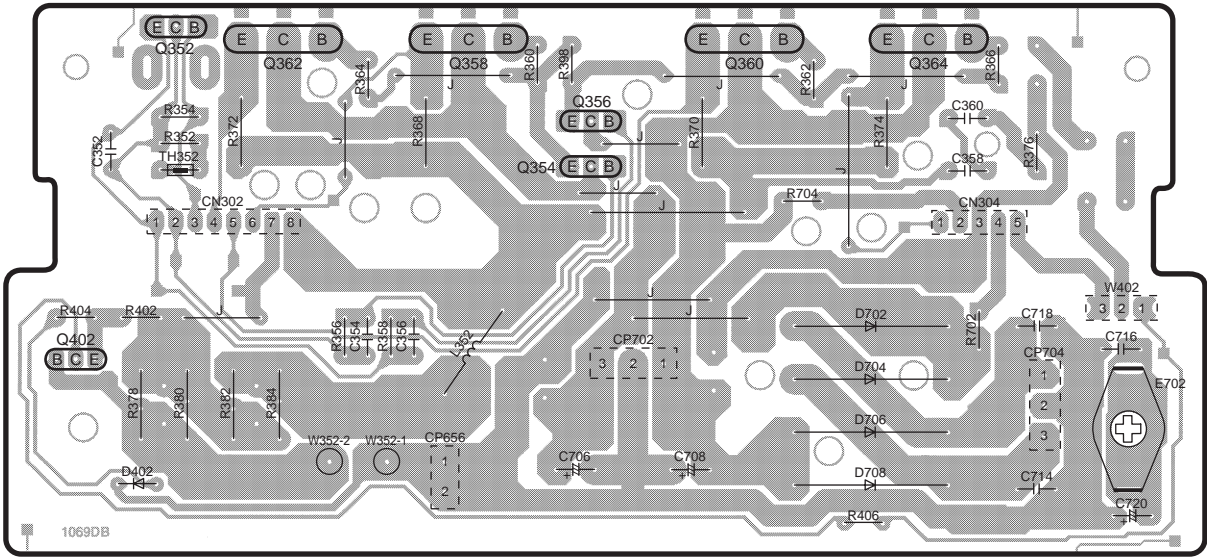 E C B
Q352
E C B
Q362
R364
E C B
Q358
J
R360
R398
E C B
Q360
J
R362
E C B
Q364
J
R366
Q356
E C B
R354
R352
C352
TH352
R372
J
R368
J
R370
J
R374
C360
R376
Q354
E C B
J
C358
J
R704
J
CN302
1 2 3 4 5 6 7 8
CN304
1 2 3 4 5
R404
R402
J
Q402
B C E
R356
C354
R358
C356
L352
J
J
CP702
3 2 1
D702
R702
C718
W402
3 2 1
C716
D704
CP704
1
2
3
E702
R378
R380
R382
R384
D706
W352-2
W352-1
CP656
1
2
D402
C706
+
C708
+
D708
C714
R406
C720
+
1069DB